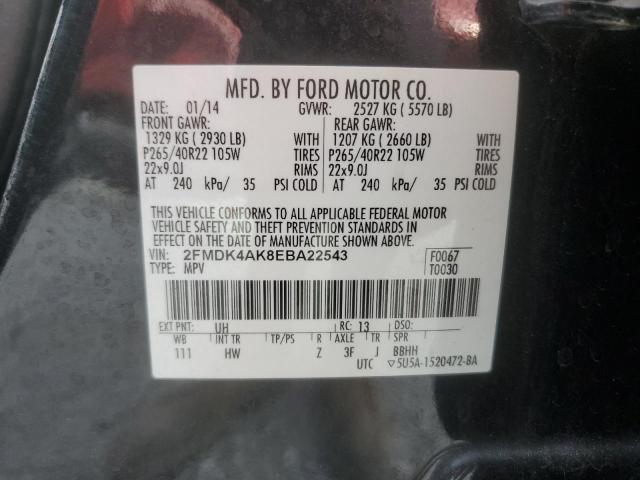 MFD. BY FORD MOTOR CO.
DATE: 01/14 GVWR: 2527 KG ( 5570 LB)
FRONT GAWR: REAR GAWR:
1329 KG ( 2930 LB) WITH 1207 KG ( 2660 LB) WITH
P265/40R22 105W TIRES P265/40R22 105W TIRES
22x9.0J RIMS 22x9.0J RIMS
AT 240 kPa/ 35 PSI COLD AT 240 kPa/ 35 PSI COLD
THIS VEHICLE CONFORMS TO ALL APPLICABLE FEDERAL MOTOR
VEHICLE SAFETY AND THEFT PREVENTION STANDARDS IN
EFFECT ON THE DATE OF MANUFACTURE SHOWN ABOVE.
VIN: 2FMDK4AK8EBA22543 F0067
TYPE: MPV T0030
EXT PNT: UH RC: 13 DSO:
WB INT TR TP/PS R AXLE TR SPR
111 HW Z 3F J BBHH
UTC ▽5U5A-1520472-BA